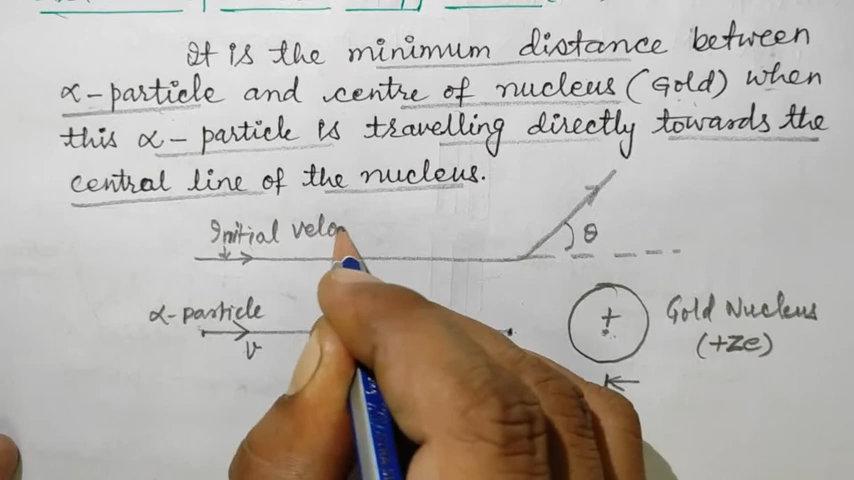 It is the minimum distance between
α-particle and centre of nucleus (Gold) when
this α-particle is travelling directly towards the
central line of the nucleus.
Initial velo
θ
α-particle
v
+
Gold Nucleus
(+Ze)